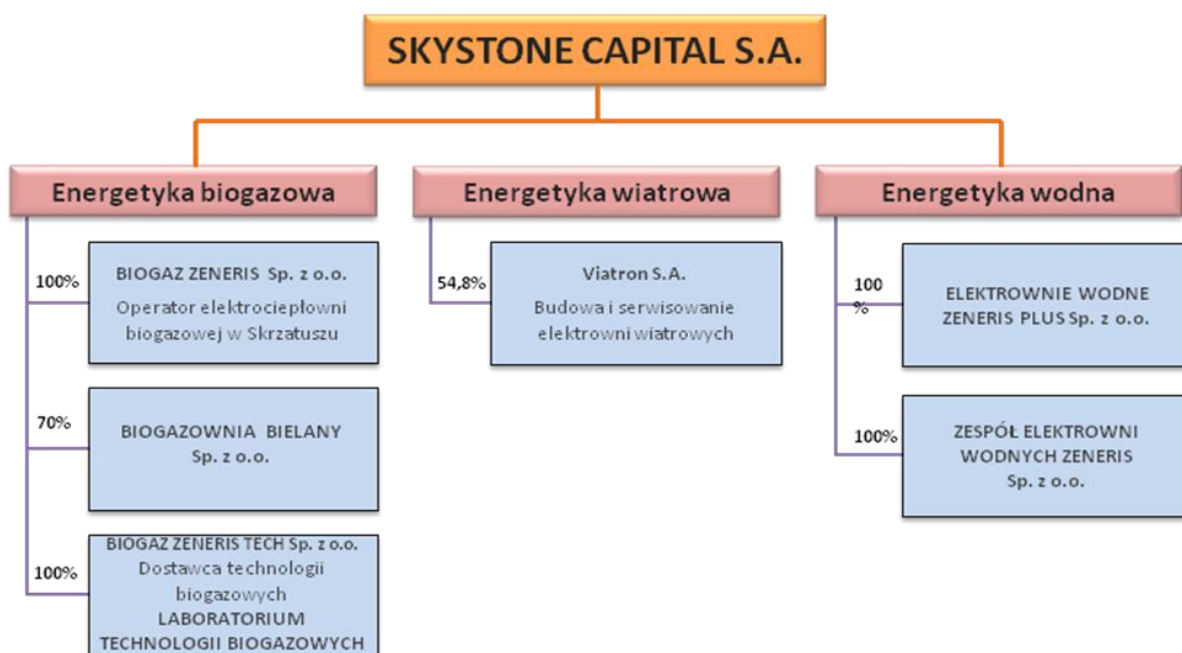 SKYSTONE CAPITAL S.A.
Energetyka biogazowa
100%
BIOGAZ ZENERIS Sp. z o.o.
Operator elektrociepłowni
biogazowej w Skrzatuszu
70%
BIOGAZOWNIA BIELANY
Sp. z o.o.
100%
BIOGAZ ZENERIS TECH Sp. z o.o.
Dostawca technologii
biogazowych
LABORATORIUM
TECHNOLOGII BIOGAZOWYCH
Energetyka wiatrowa
54,8%
Viatron S.A.
Budowa i serwisowanie
elektrowni wiatrowych
Energetyka wodna
100
%
ELEKTROWNIE WODNE
ZENERIS PLUS Sp. z o.o.
100%
ZESPÓŁ ELEKTROWNI
WODNYCH ZENERIS
Sp. z o.o.